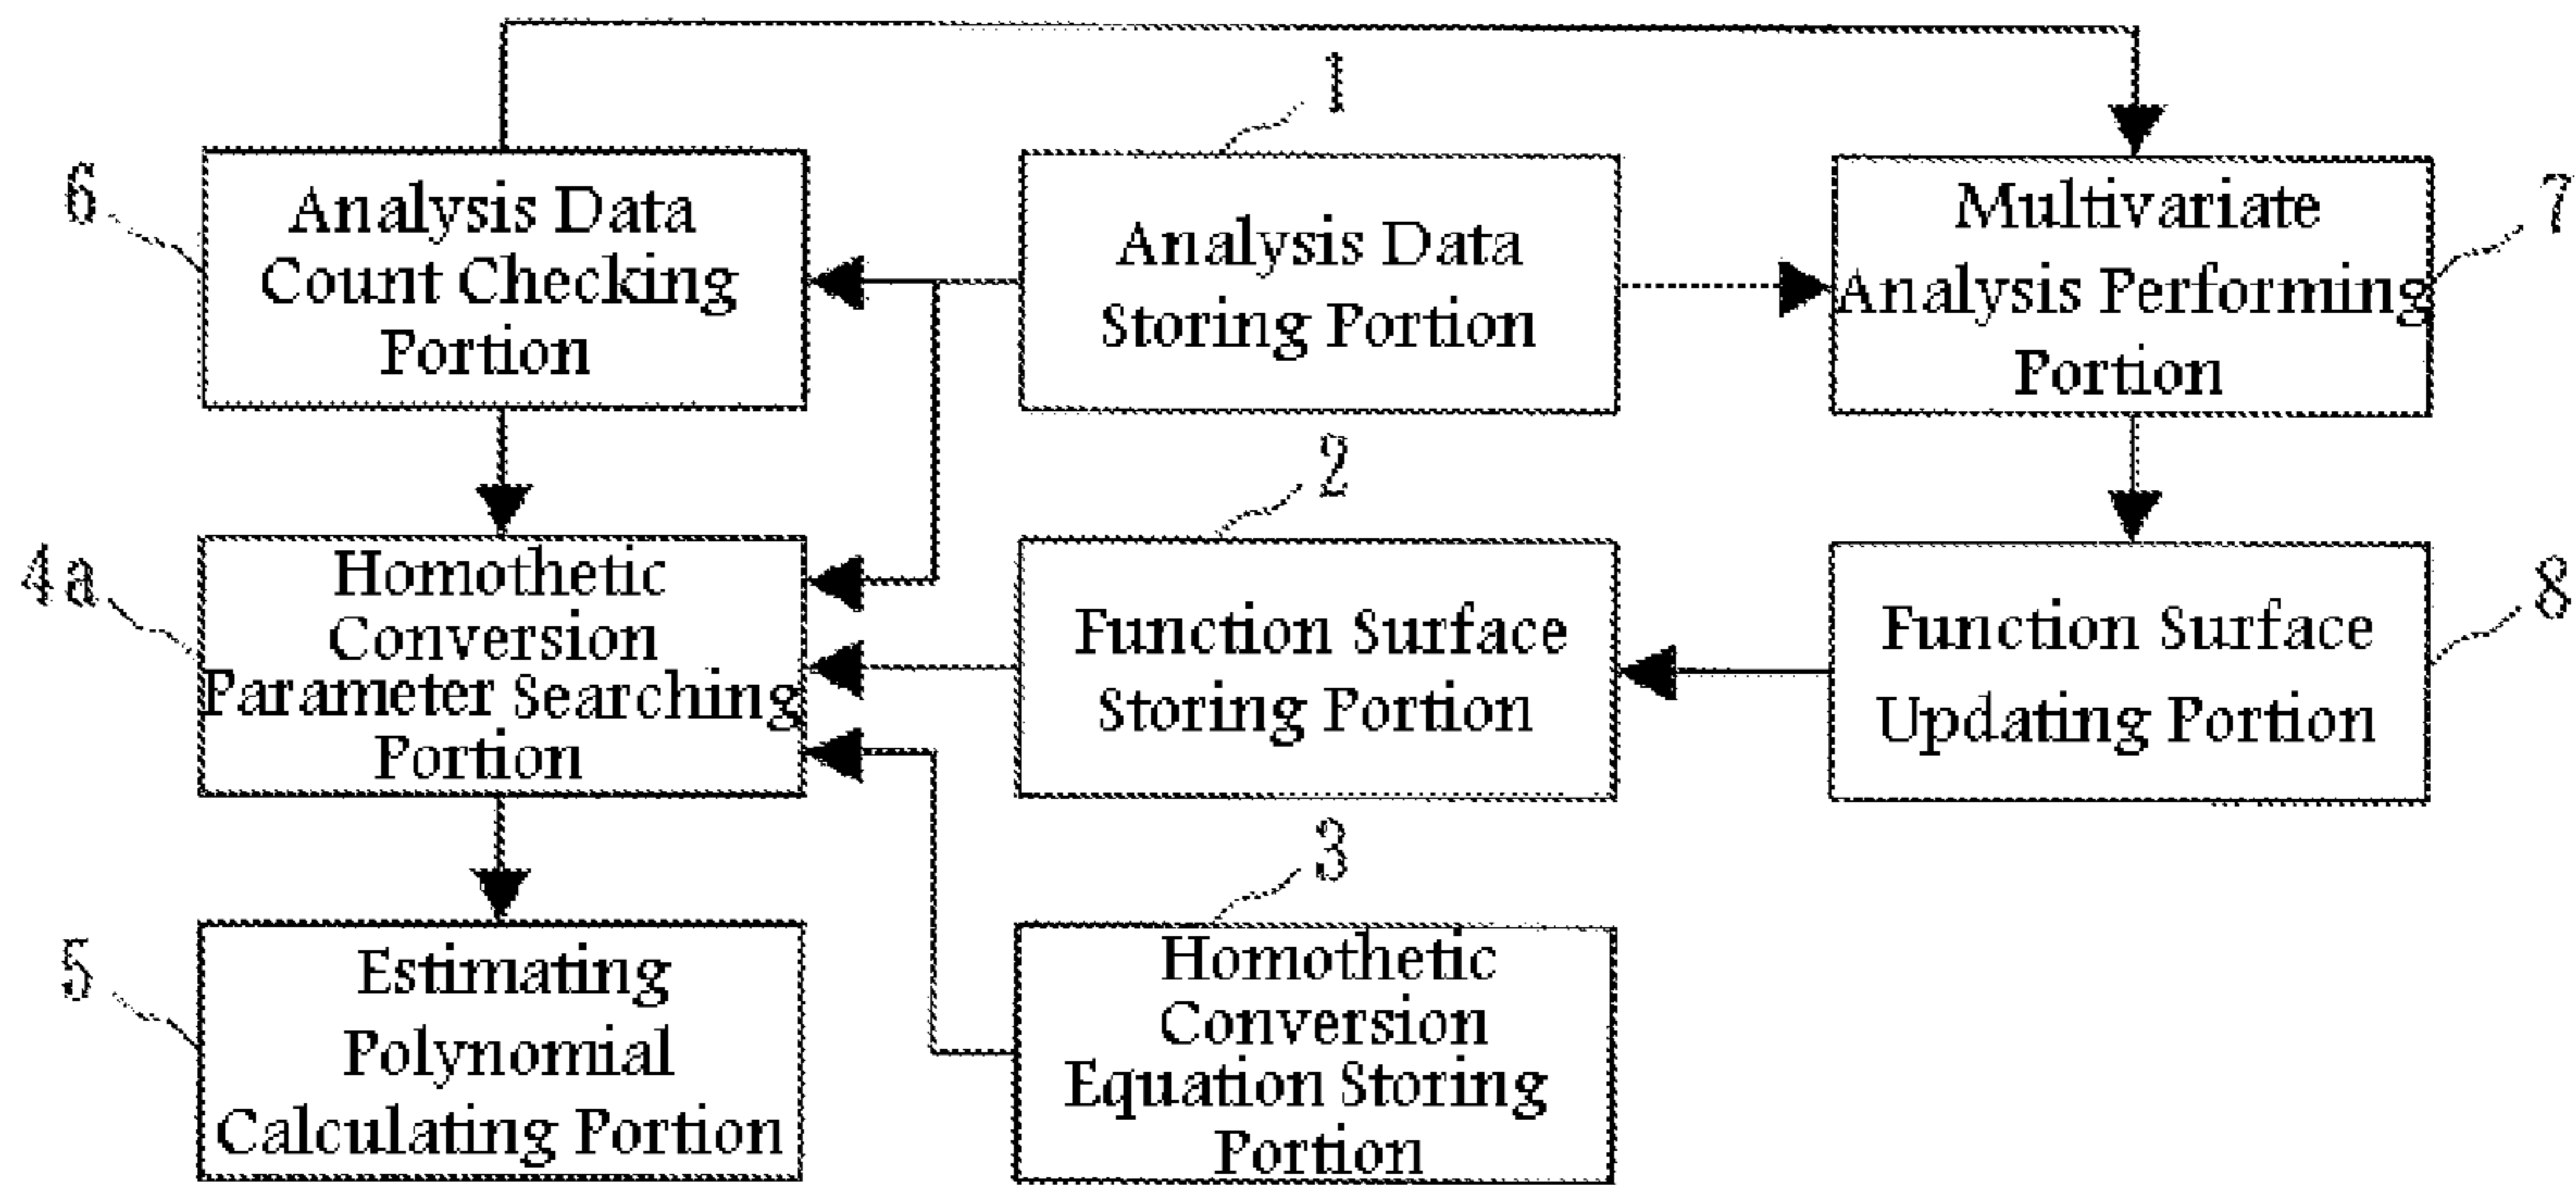 1
6
Analysis Data
Count Checking
Portion
Analysis Data
Storing Portion
Multivariate
Analysis Performing
Portion
7
2
4a
Homothetic
Conversion
Parameter Searching
Portion
Function Surface
Storing Portion
Function Surface
Updating Portion
8
3
5
Estimating
Polynomial
Calculating Portion
Homothetic
Conversion
Equation Storing
Portion